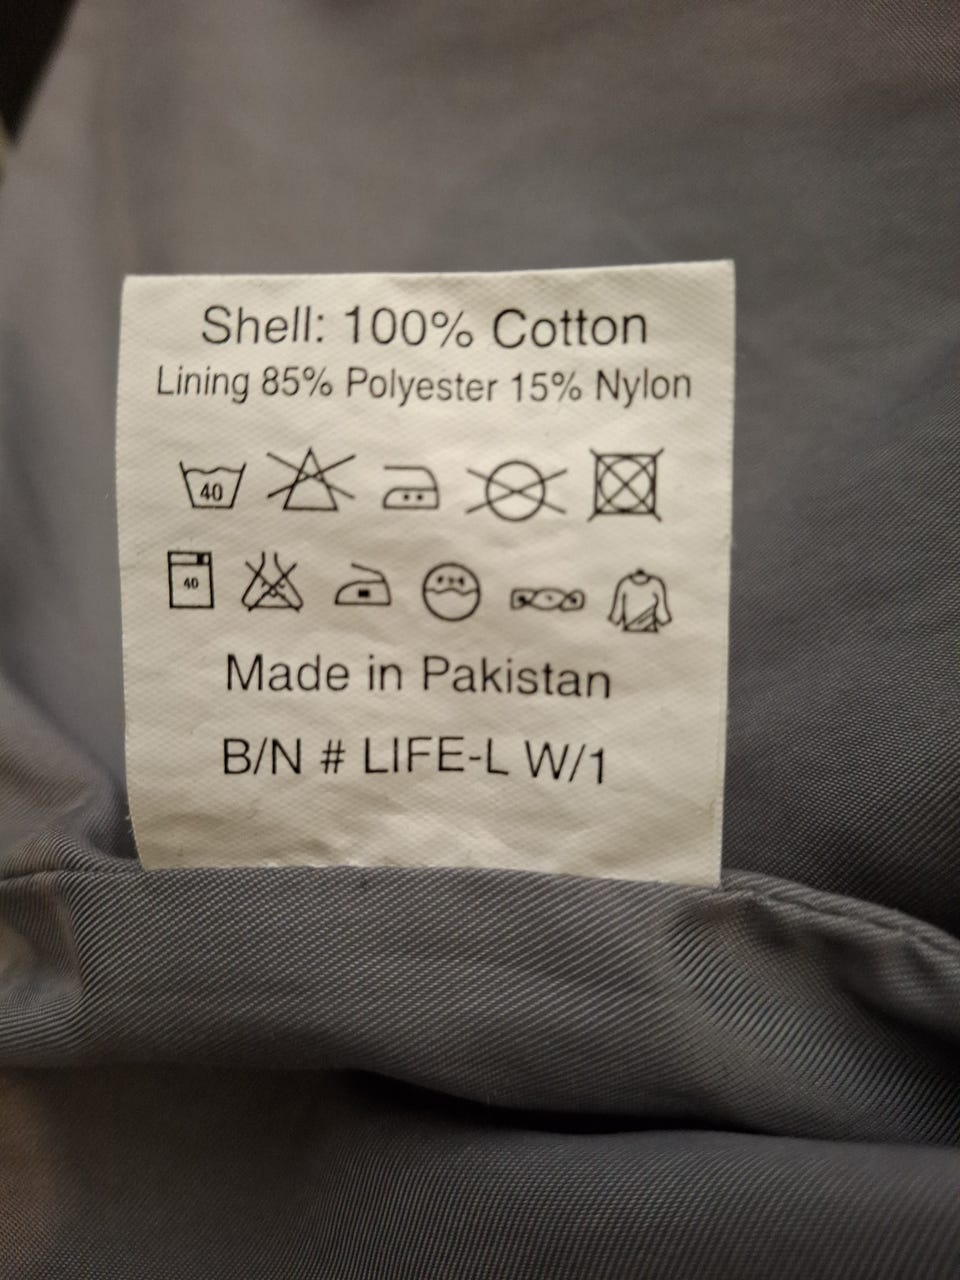 Shell: 100% Cotton
Lining 85% Polyester 15% Nylon
40
40
Made in Pakistan
B/N # LIFE-L W/1